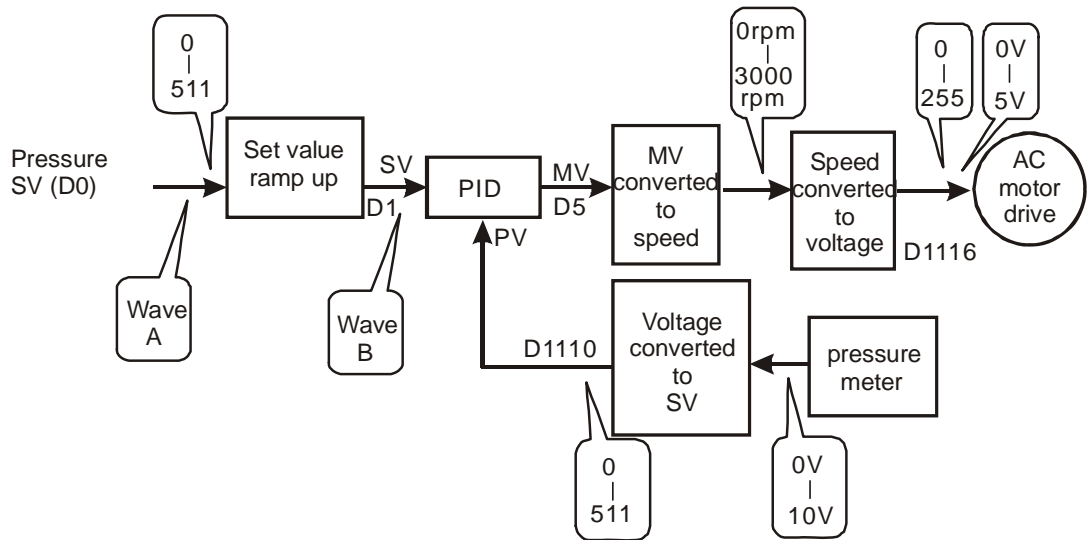 0
511
Pressure
SV (D0)
Set value
ramp up
Wave
A
SV
D1
Wave
B
PID
PV
MV
D5
MV
converted
to
speed
0rpm
3000
rpm
Speed
converted
to
voltage
0
255
0V
5V
D1116
AC
motor
drive
D1110
Voltage
converted
to
SV
pressure
meter
0
511
0V
10V